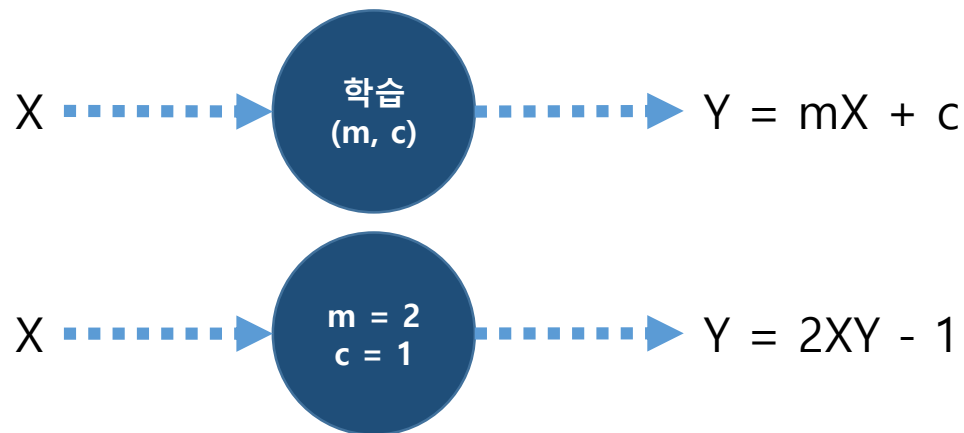 X
학습
(m, c)
Y = mX + c
X
m = 2
c = 1
Y = 2XY - 1